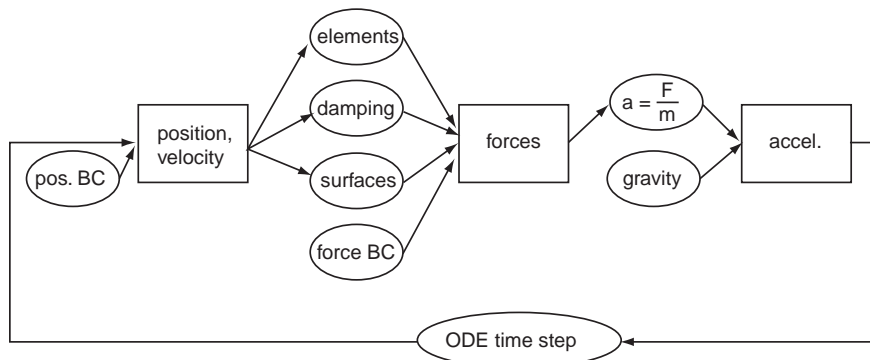 elements
damping
surfaces
force BC
position,
velocity
pos. BC
forces
a = F/m
gravity
accel.
ODE time step